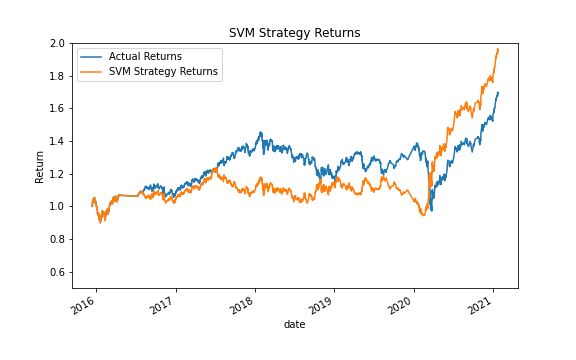 SVM Strategy Returns
Actual Returns
SVM Strategy Returns
Return
2.0
1.8
1.6
1.4
1.2
1.0
0.8
0.6
2016 2017 2018 2019 2020 2021
date